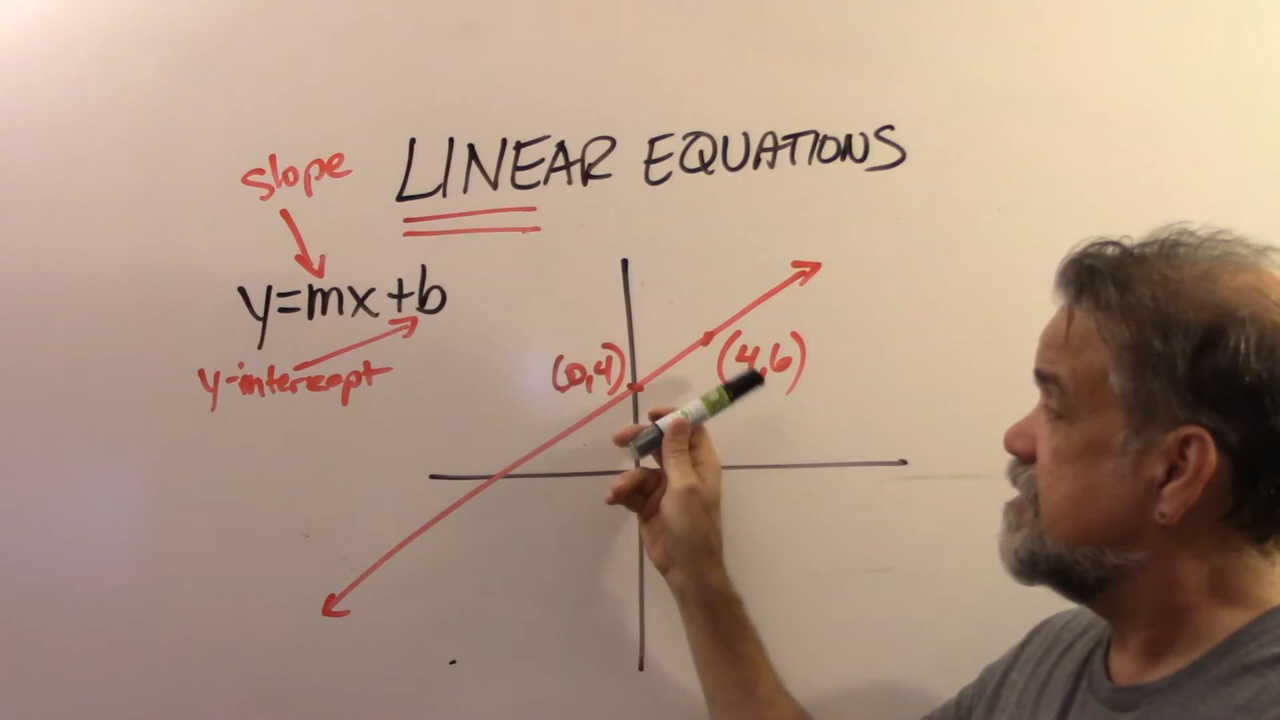 slope
LINEAR EQUATIONS
y=mx+b
y-intercept
(0,4)
(4,6)